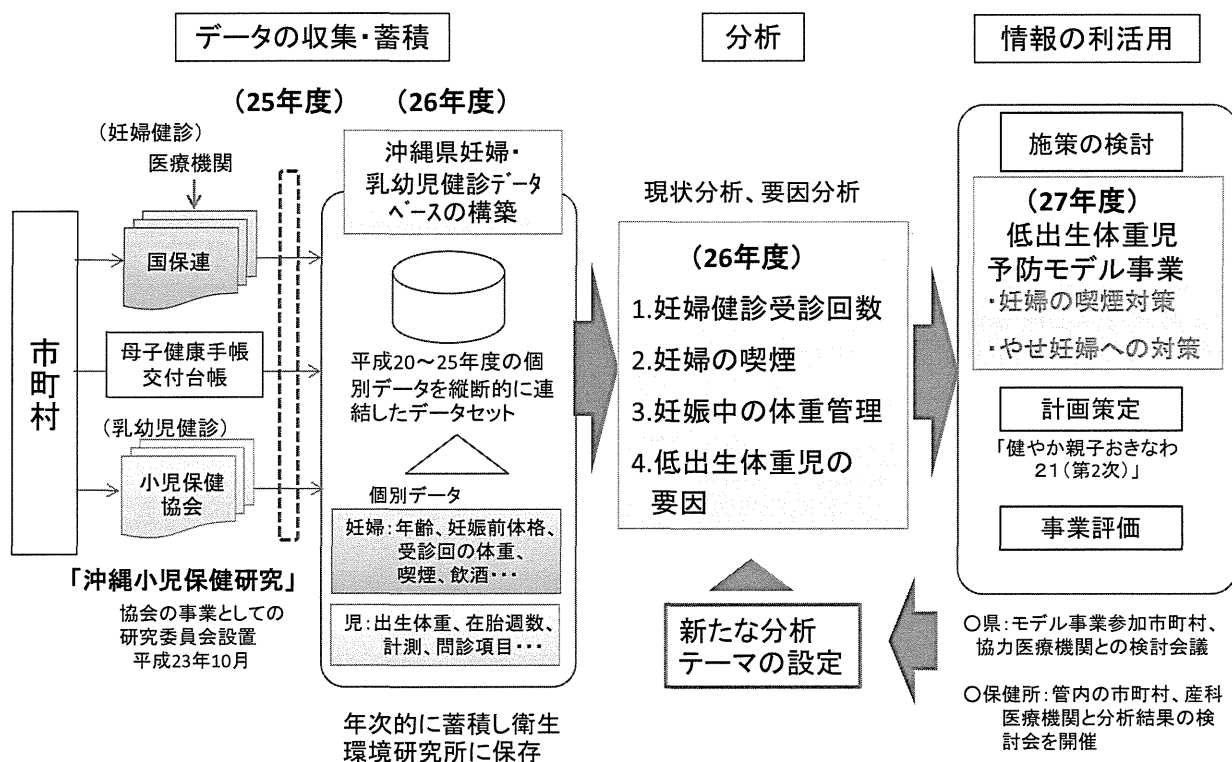 データの収集・蓄積
分析
情報の利活用
(25年度)
(26年度)
(妊婦健診)
医療機関
国保連
市町村
母子健康手帳
交付台帳
(乳幼児健診)
小児保健
協会
「沖縄小児保健研究」
協会の事業としての
研究委員会設置
平成23年10月
沖縄県妊婦・
乳幼児健診データ
ベースの構築
平成20～25年度の個
別データを縦断的に連
結したデータセット
個別データ
妊婦:年齢、妊娠前体格、
受診回の体重、
喫煙、飲酒・・・
児:出生体重、在胎週数、
計測、問診項目・・・
年次的に蓄積し衛生
環境研究所に保存
現状分析、要因分析
(26年度)
1.妊婦健診受診回数
2.妊婦の喫煙
3.妊娠中の体重管理
4.低出生体重児の
要因
新たな分析
テーマの設定
施策の検討
(27年度)
低出生体重児
予防モデル事業
・妊婦の喫煙対策
・やせ妊婦への対策
計画策定
「健やか親子おきなわ
21(第2次)」
事業評価
○県:モデル事業参加市町村、
協力医療機関との検討会議
○保健所:管内の市町村、産科
医療機関と分析結果の検
討会を開催